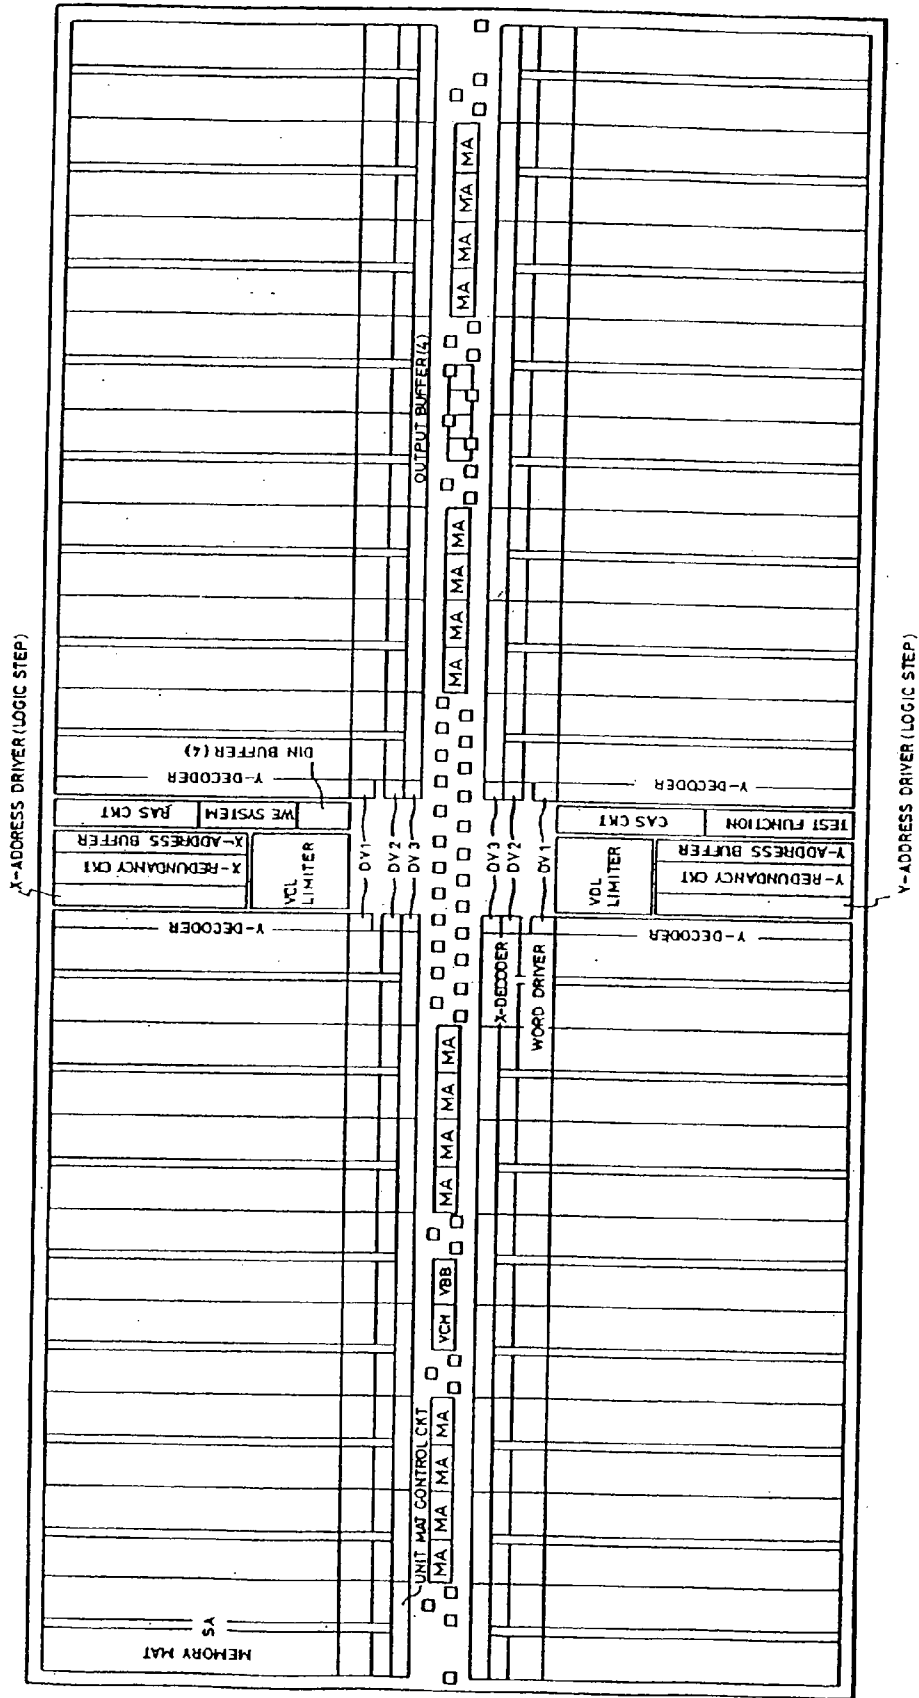 OUTPUT BUFFER (4)
MA MA MA MA
MA MA MA MA
X-ADDRESS DRIVER (LOGIC STEP)
Y-ADDRESS DRIVER (LOGIC STEP)
DIN BUFFER (4)
Y-DECODER
Y-DECODER
RAS CKT
WE SYSTEM
CAS CKT
TEST FUNCTION
X-ADDRESS BUFFER
X-REDUNDANCY CKT
VCL LIMITER
DV1
DV2
DV3
DV3
DV2
DV1
VDL LIMITER
Y-ADDRESS BUFFER
Y-REDUNDANCY CKT
Y-DECODER
Y-DECODER
X-DECODER
WORD DRIVER
MA MA MA MA
VCH VBB
UNIT MAT CONTROL CKT
MA MA MA MA
SA
MEMORY MAT